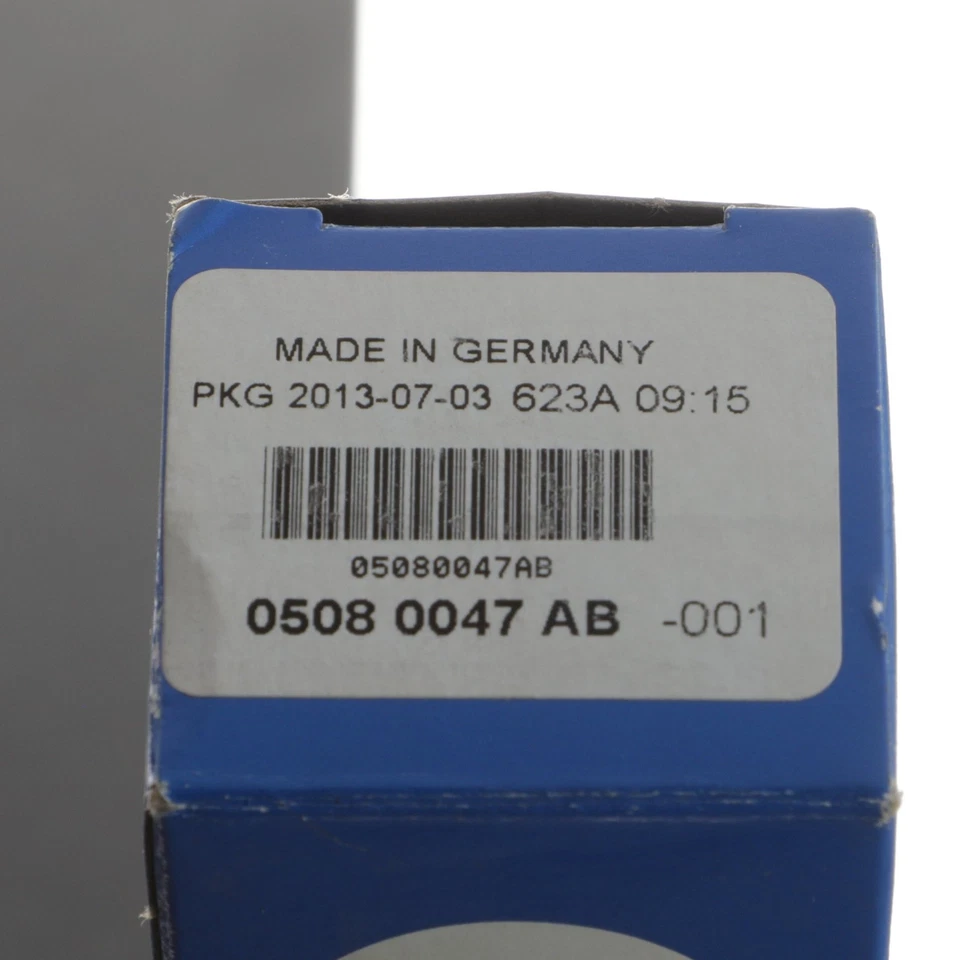 MADE IN GERMANY
PKG 2013-07-03 623A 09:15
05080047AB
0508 0047 AB -001